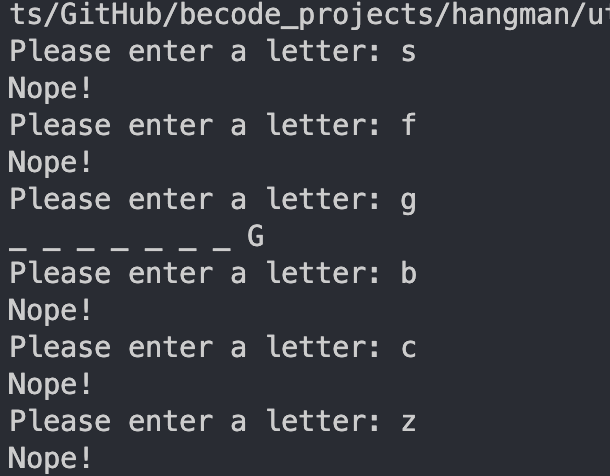 ts/GitHub/becode_projects/hangman/ut
Please enter a letter: s
Nope!
Please enter a letter: f
Nope!
Please enter a letter: g
_ _ _ _ _ _ _ G
Please enter a letter: b
Nope!
Please enter a letter: c
Nope!
Please enter a letter: z
Nope!